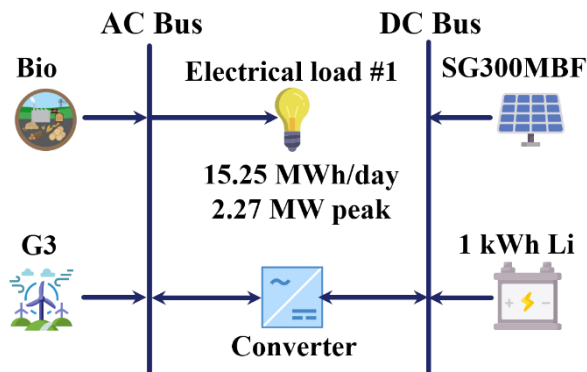 AC Bus
DC Bus
Bio
Electrical load #1
SG300MBF
15.25 MWh/day
2.27 MW peak
G3
1 kWh Li
Converter